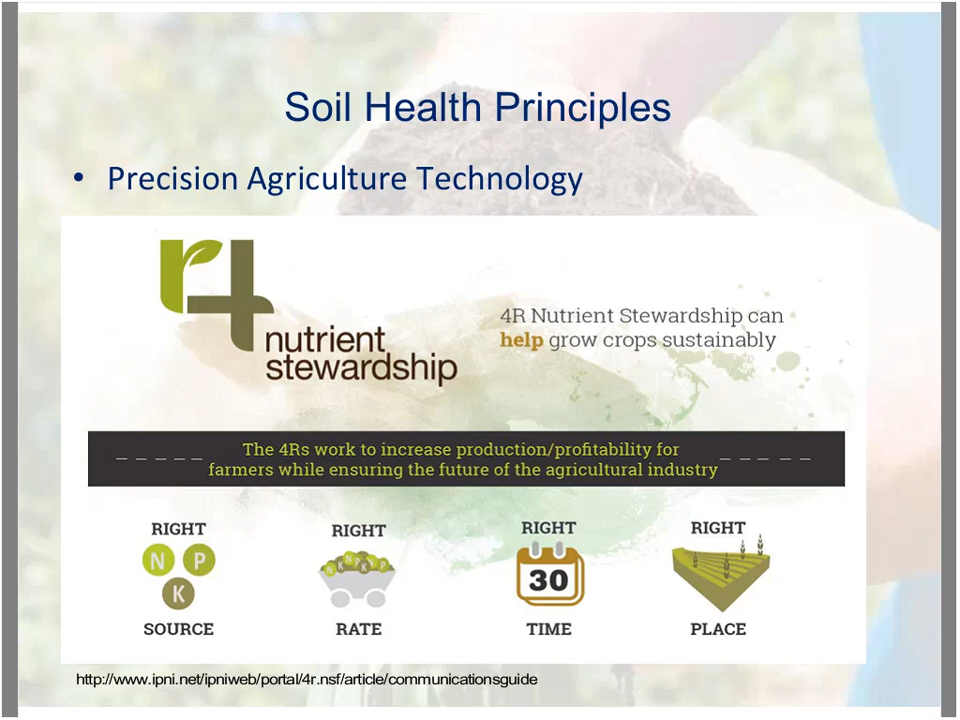 Soil Health Principles
• Precision Agriculture Technology
r4
nutrient
stewardship
4R Nutrient Stewardship can
help grow crops sustainably
The 4Rs work to increase production/profitability for
farmers while ensuring the future of the agricultural industry
RIGHT
N P
K
SOURCE
RIGHT
N K N P K Y P
RATE
RIGHT
30
TIME
RIGHT
PLACE
http://www.ipni.net/ipniweb/portal/4r.nsf/article/communicationsguide